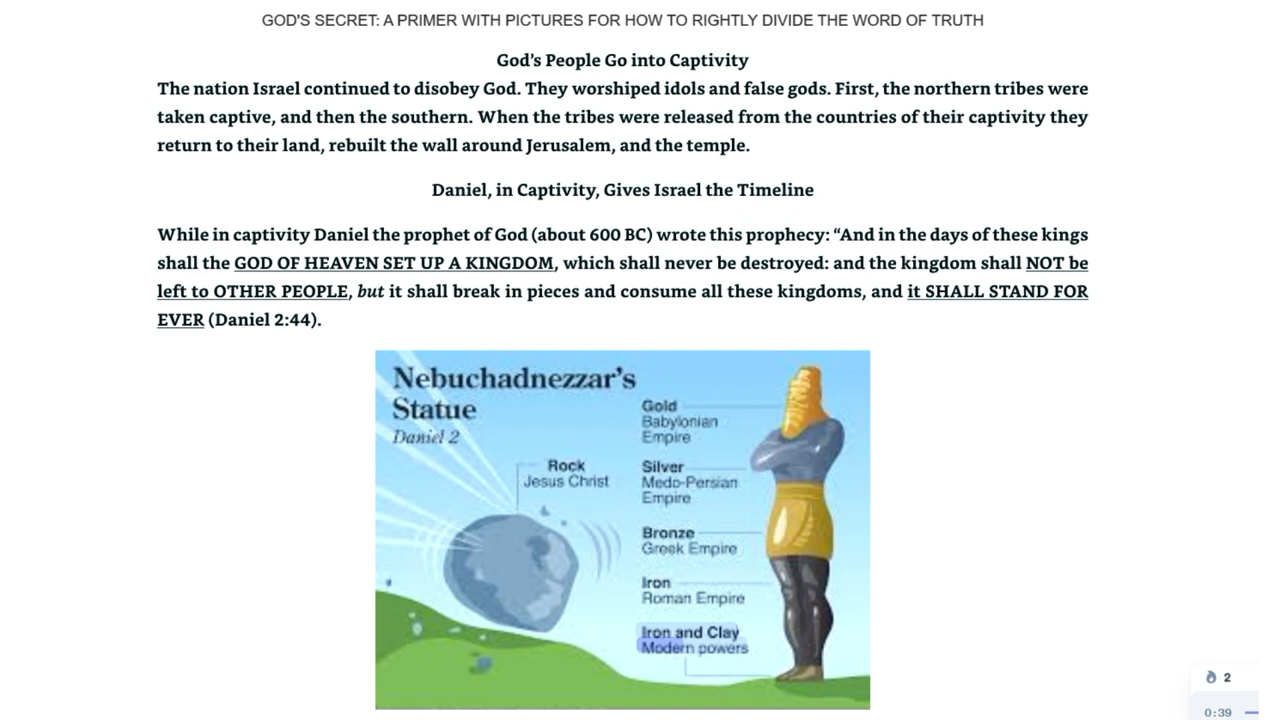 GOD'S SECRET: A PRIMER WITH PICTURES FOR HOW TO RIGHTLY DIVIDE THE WORD OF TRUTH
God’s People Go into Captivity
The nation Israel continued to disobey God. They worshiped idols and false gods. First, the northern tribes were
taken captive, and then the southern. When the tribes were released from the countries of their captivity they
return to their land, rebuilt the wall around Jerusalem, and the temple.
Daniel, in Captivity, Gives Israel the Timeline
While in captivity Daniel the prophet of God (about 600 BC) wrote this prophecy: “And in the days of these kings
shall the GOD OF HEAVEN SET UP A KINGDOM, which shall never be destroyed: and the kingdom shall NOT be
left to OTHER PEOPLE, but it shall break in pieces and consume all these kingdoms, and it SHALL STAND FOR
EVER (Daniel 2:44).
Nebuchadnezzar’s
Statue
Daniel 2
Rock
Jesus Christ
Gold
Babylonian
Empire
Silver
Medo-Persian
Empire
Bronze
Greek Empire
Iron
Roman Empire
Iron and Clay
Modern powers
2
0:39